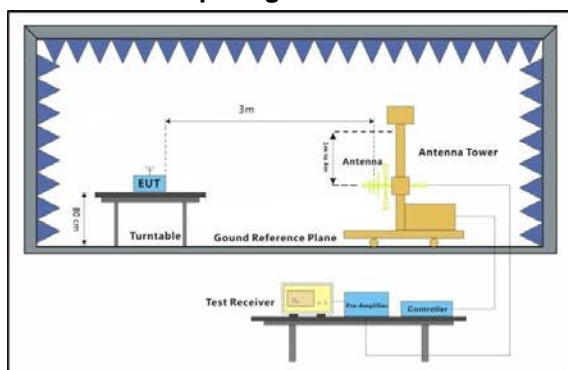 3m
1m to 4m
Antenna
Antenna Tower
EUT
80 cm
Turntable
Gound Reference Plane
Test Receiver
Pre-Amplifier
Controller